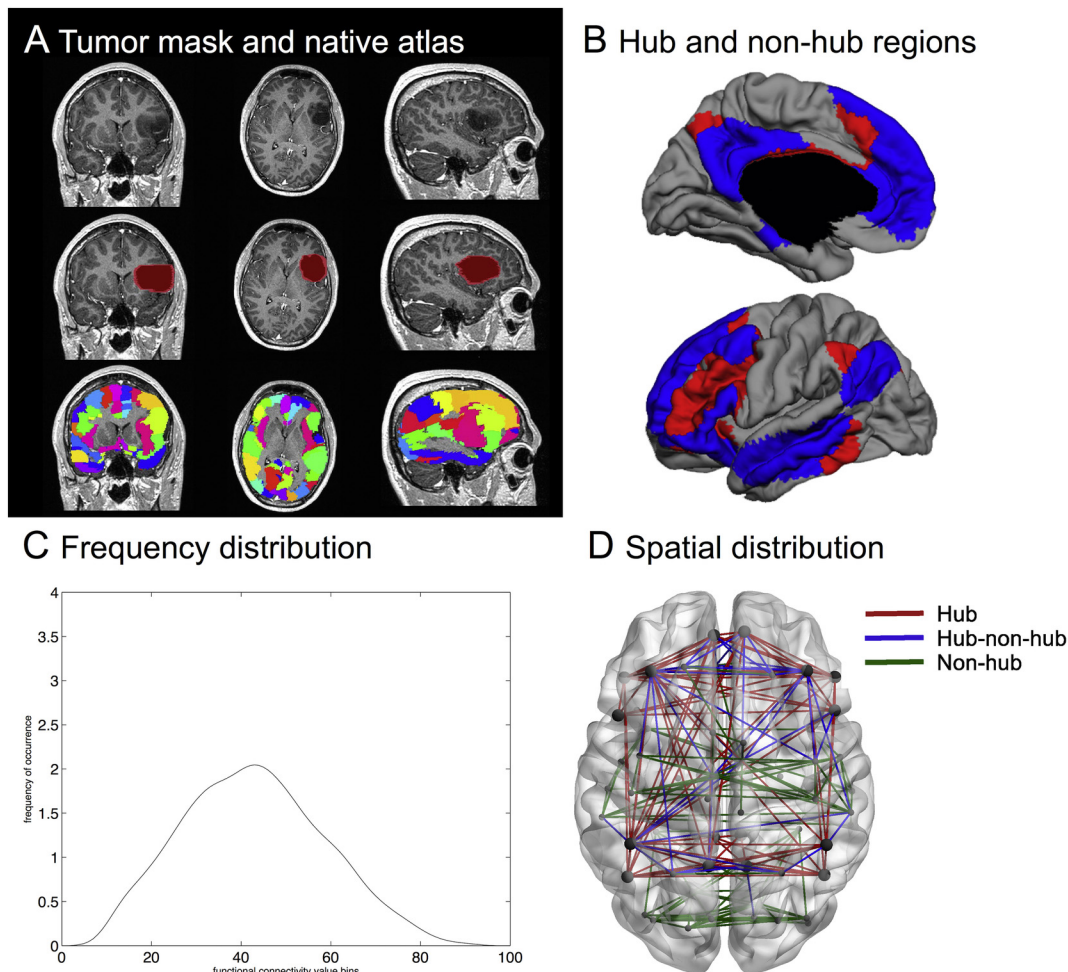 A Tumor mask and native atlas
B Hub and non-hub regions
C Frequency distribution
4
3.5
3
2.5
2
1.5
1
0.5
0
frequency of occurrence
0 20 40 60 80 100
functional connectivity value bins
D Spatial distribution
Hub
Hub-non-hub
Non-hub